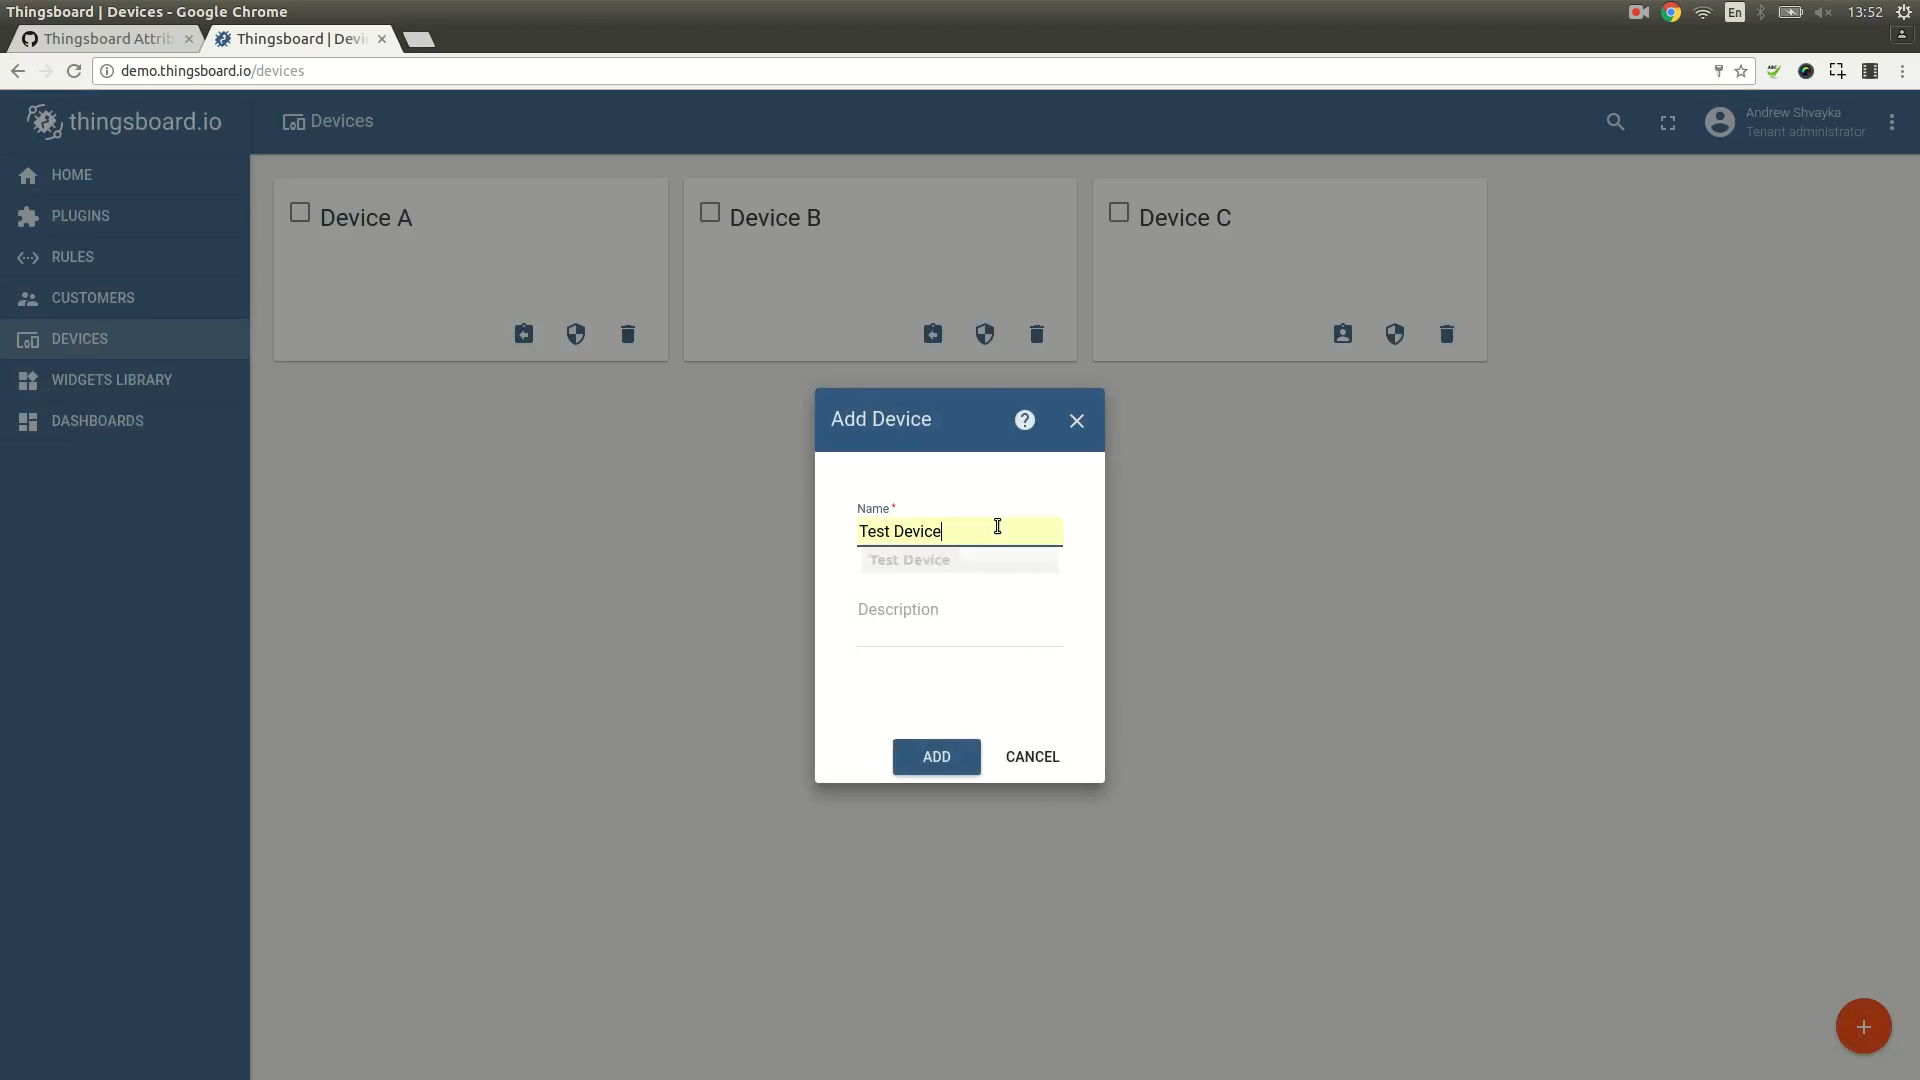 Thingsboard | Devices - Google Chrome
En
13:52
Thingsboard Attrib
Thingsboard | Devi
demo.thingsboard.io/devices
ABC
thingsboard.io
Devices
Andrew Shvayka
Tenant administrator
HOME
PLUGINS
RULES
CUSTOMERS
DEVICES
WIDGETS LIBRARY
DASHBOARDS
Device A
Device B
Device C
Add Device
Name *
Test Device
Test Device
Description
ADD
CANCEL